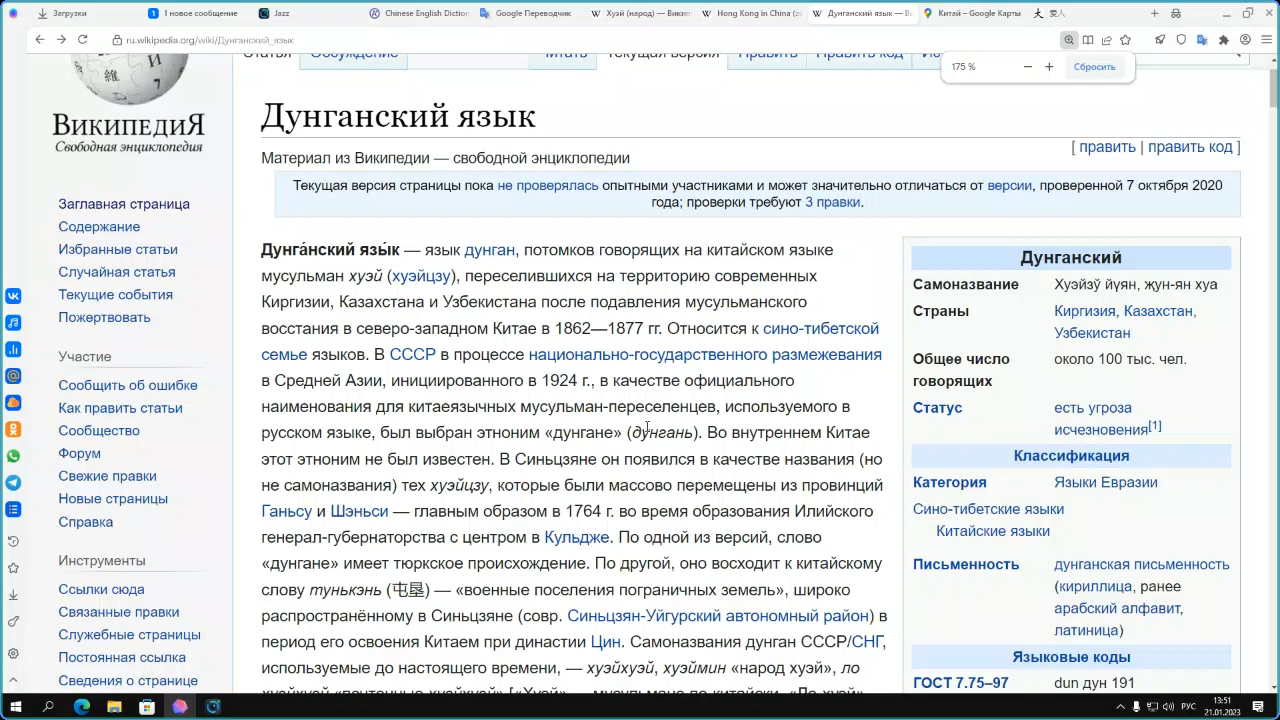 Загрузки
1 новое сообщение
Jazz
Chinese English Diction
Google Переводчик
Хуэй (народ) — Викип
Hong Kong in China (zo
Дунганский язык — В
Китай – Google Карты
爱人
ru.wikipedia.org/wiki/Дунганский_язык
Статья
Обсуждение
Читать
Текущая версия
Править
Править код
175 %
Сбросить
ВикипедиЯ
Свободная энциклопедия
Заглавная страница
Содержание
Избранные статьи
Случайная статья
Текущие события
Пожертвовать
Участие
Сообщить об ошибке
Как править статьи
Сообщество
Форум
Свежие правки
Новые страницы
Справка
Инструменты
Ссылки сюда
Связанные правки
Служебные страницы
Постоянная ссылка
Сведения о странице
Дунганский язык
[ править | править код ]
Материал из Википедии — свободной энциклопедии
Текущая версия страницы пока не проверялась опытными участниками и может значительно отличаться от версии, проверенной 7 октября 2020
года; проверки требуют 3 правки.
Дунга́нский язы́к — язык дунган, потомков говорящих на китайском языке
мусульман хуэй (хуэйцзу), переселившихся на территорию современных
Киргизии, Казахстана и Узбекистана после подавления мусульманского
восстания в северо-западном Китае в 1862—1877 гг. Относится к сино-тибетской
семье языков. В СССР в процессе национально-государственного размежевания
в Средней Азии, инициированного в 1924 г., в качестве официального
наименования для китаеязычных мусульман-переселенцев, используемого в
русском языке, был выбран этноним «дунгане» (дунгань). Во внутреннем Китае
этот этноним не был известен. В Синьцзяне он появился в качестве названия (но
не самоназвания) тех хуэйцзу, которые были массово перемещены из провинций
Ганьсу и Шэньси — главным образом в 1764 г. во время образования Илийского
генерал-губернаторства с центром в Кульдже. По одной из версий, слово
«дунгане» имеет тюркское происхождение. По другой, оно восходит к китайскому
слову тунькэнь (屯垦) — «военные поселения пограничных земель», широко
распространённому в Синьцзяне (совр. Синьцзян-Уйгурский автономный район) в
период его освоения Китаем при династии Цин. Самоназвания дунган СССР/СНГ,
используемые до настоящего времени, — хуэйхуэй, хуэймин «народ хуэй», ло
хуэйхуэй «почтенные хуэйхуэй» [«Хуэй» — мусульмане по-китайски, «Ло хуэй»
Дунганский
Самоназвание Хуэйзў йүян, җун-ян хуа
Страны Киргизия, Казахстан,
Узбекистан
Общее число около 100 тыс. чел.
говорящих
Статус есть угроза
исчезновения[1]
Классификация
Категория Языки Евразии
Сино-тибетские языки
Китайские языки
Письменность дунганская письменность
(кириллица, ранее
арабский алфавит,
латиница)
Языковые коды
ГОСТ 7.75–97 dun дун 191
РУС
13:51
21.01.2023